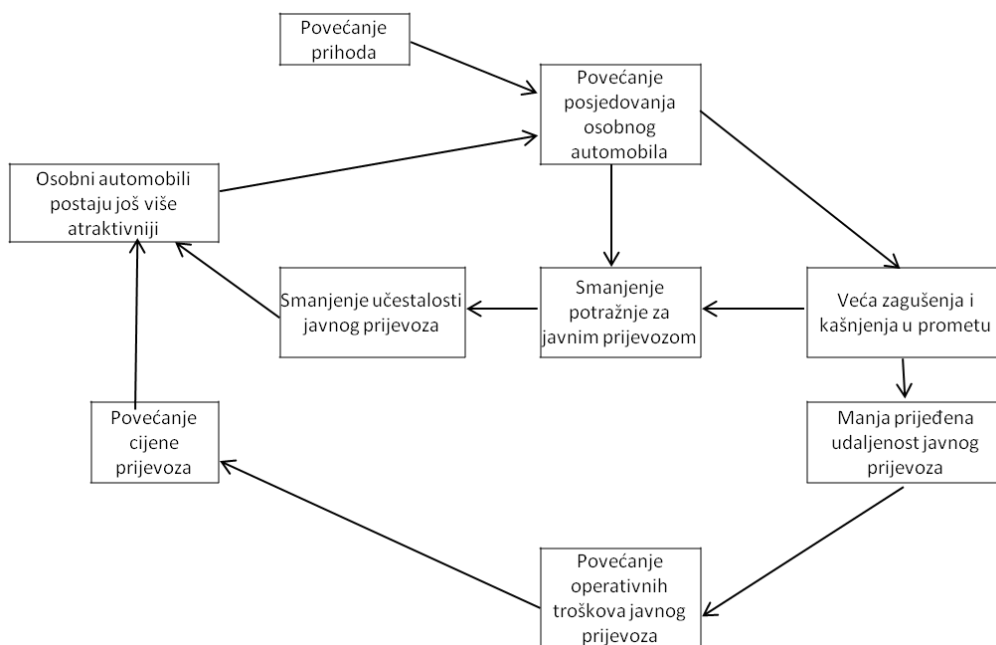 Povećanje
prihoda
Povećanje
posjedovanja
osobnog
automobila
Osobni automobili
postaju još više
atraktivniji
Smanjenje učestalosti
javnog prijevoza
Smanjenje
potražnje za
javnim prijevozom
Veća zagušenja i
kašnjenja u prometu
Povećanje
cijene
prijevoza
Manja prijeđena
udaljenost javnog
prijevoza
Povećanje
operativnih
troškova javnog
prijevoza